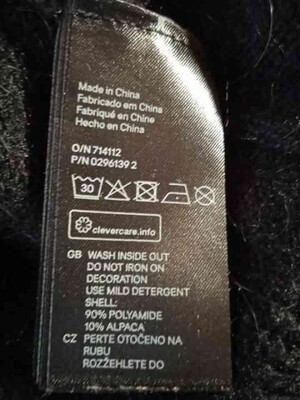 Made in China
Fabricado em China
Fabriqué en Chine
Hecho en China
O/N 714112
P/N 0296139 2
30
clevercare.info
GB WASH INSIDE OUT
DO NOT IRON ON
DECORATION
USE MILD DETERGENT
SHELL:
90% POLYAMIDE
10% ALPACA
CZ PERTE OTOČENO NA
RUBU
ROZŽEHLETE DO